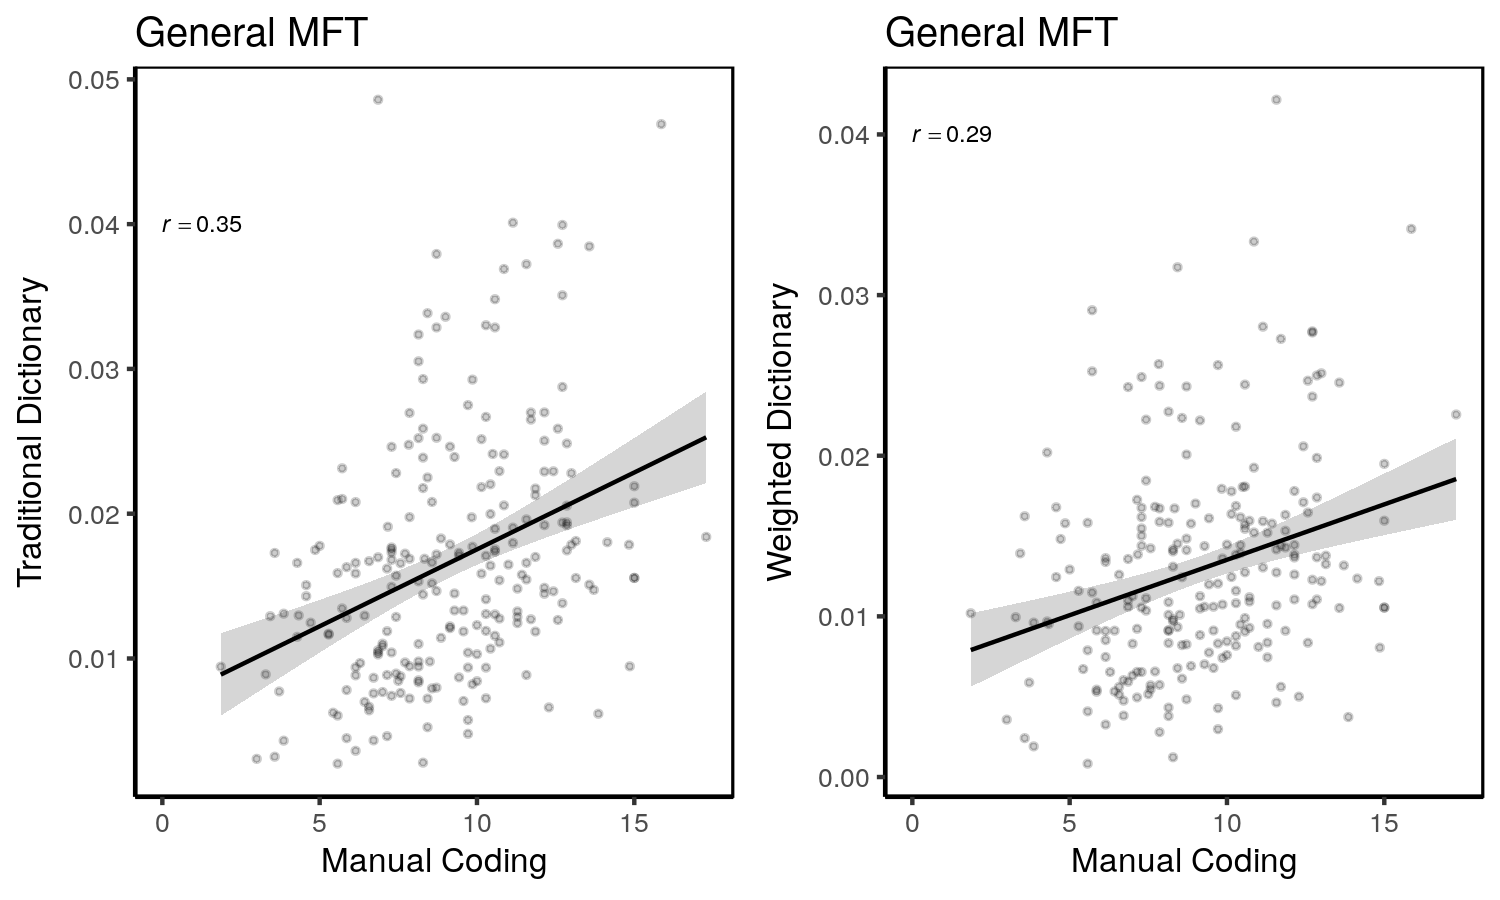 General MFT
0.05
0.04
0.03
0.02
0.01
Traditional Dictionary
r = 0.35
0 5 10 15
Manual Coding
General MFT
0.04
0.03
0.02
0.01
0.00
Weighted Dictionary
r = 0.29
0 5 10 15
Manual Coding